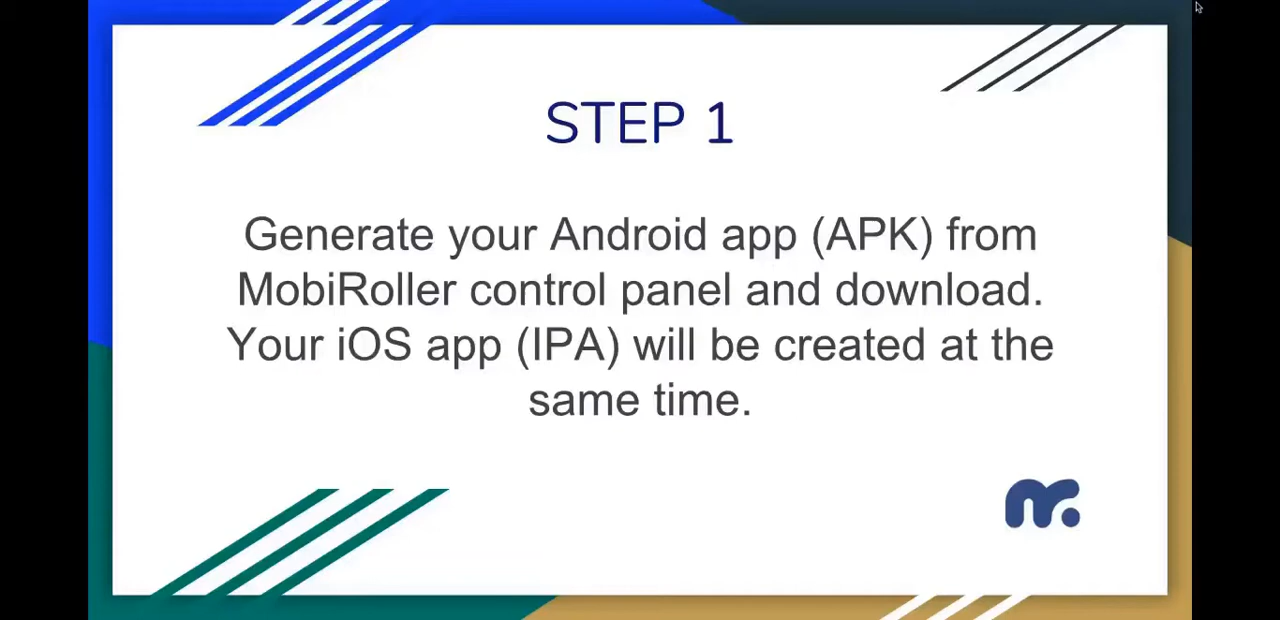 STEP 1
Generate your Android app (APK) from
MobiRoller control panel and download.
Your iOS app (IPA) will be created at the
same time.